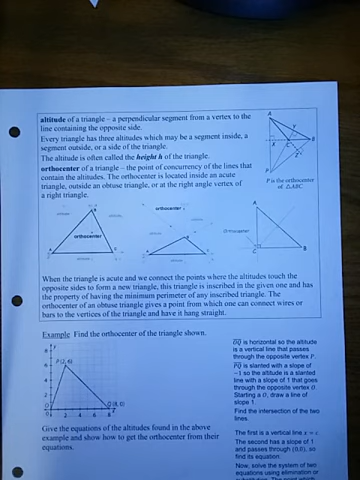 altitude of a triangle – a perpendicular segment from a vertex to the
line containing the opposite side.
Every triangle has three altitudes which may be a segment inside, a
segment outside, or a side of the triangle.
The altitude is often called the height h of the triangle.
orthocenter of a triangle – the point of concurrency of the lines that
contain the altitudes. The orthocenter is located inside an acute
triangle, outside an obtuse triangle, or at the right angle vertex of
a right triangle.
A
Y
X
C
B
P
P is the orthocenter
of △ABC.
orthocenter
orthocenter
Orthocenter
A
B
C
When the triangle is acute and we connect the points where the altitudes touch the
opposite sides to form a new triangle, this triangle is inscribed in the given one and has
the property of having the minimum perimeter of any inscribed triangle. The
orthocenter of an altitude gives a point from which one can connect wires or
bars to the vertices of the triangle and have it hang straight.
Example Find the orthocenter of the triangle shown.
y
P(2, 6)
O
Q(8, 0)
2 4 6 8
OQ is horizontal so the altitude
is a vertical line that passes
through the opposite vertex P.
PQ is slanted with a slope of
−1 so the altitude is a slanted
line with a slope of 1 that goes
through the opposite vertex O.
Starting a O, draw a line of
slope 1.
Find the intersection of the two
lines
Give the equations of the altitudes found in the above
example and show how to get the orthocenter from their
equations.
The first is a vertical line x = c
The second has a slope of 1
and passes through (0,0), so
find its equation
Now, solve the system of two
equations using elimination or